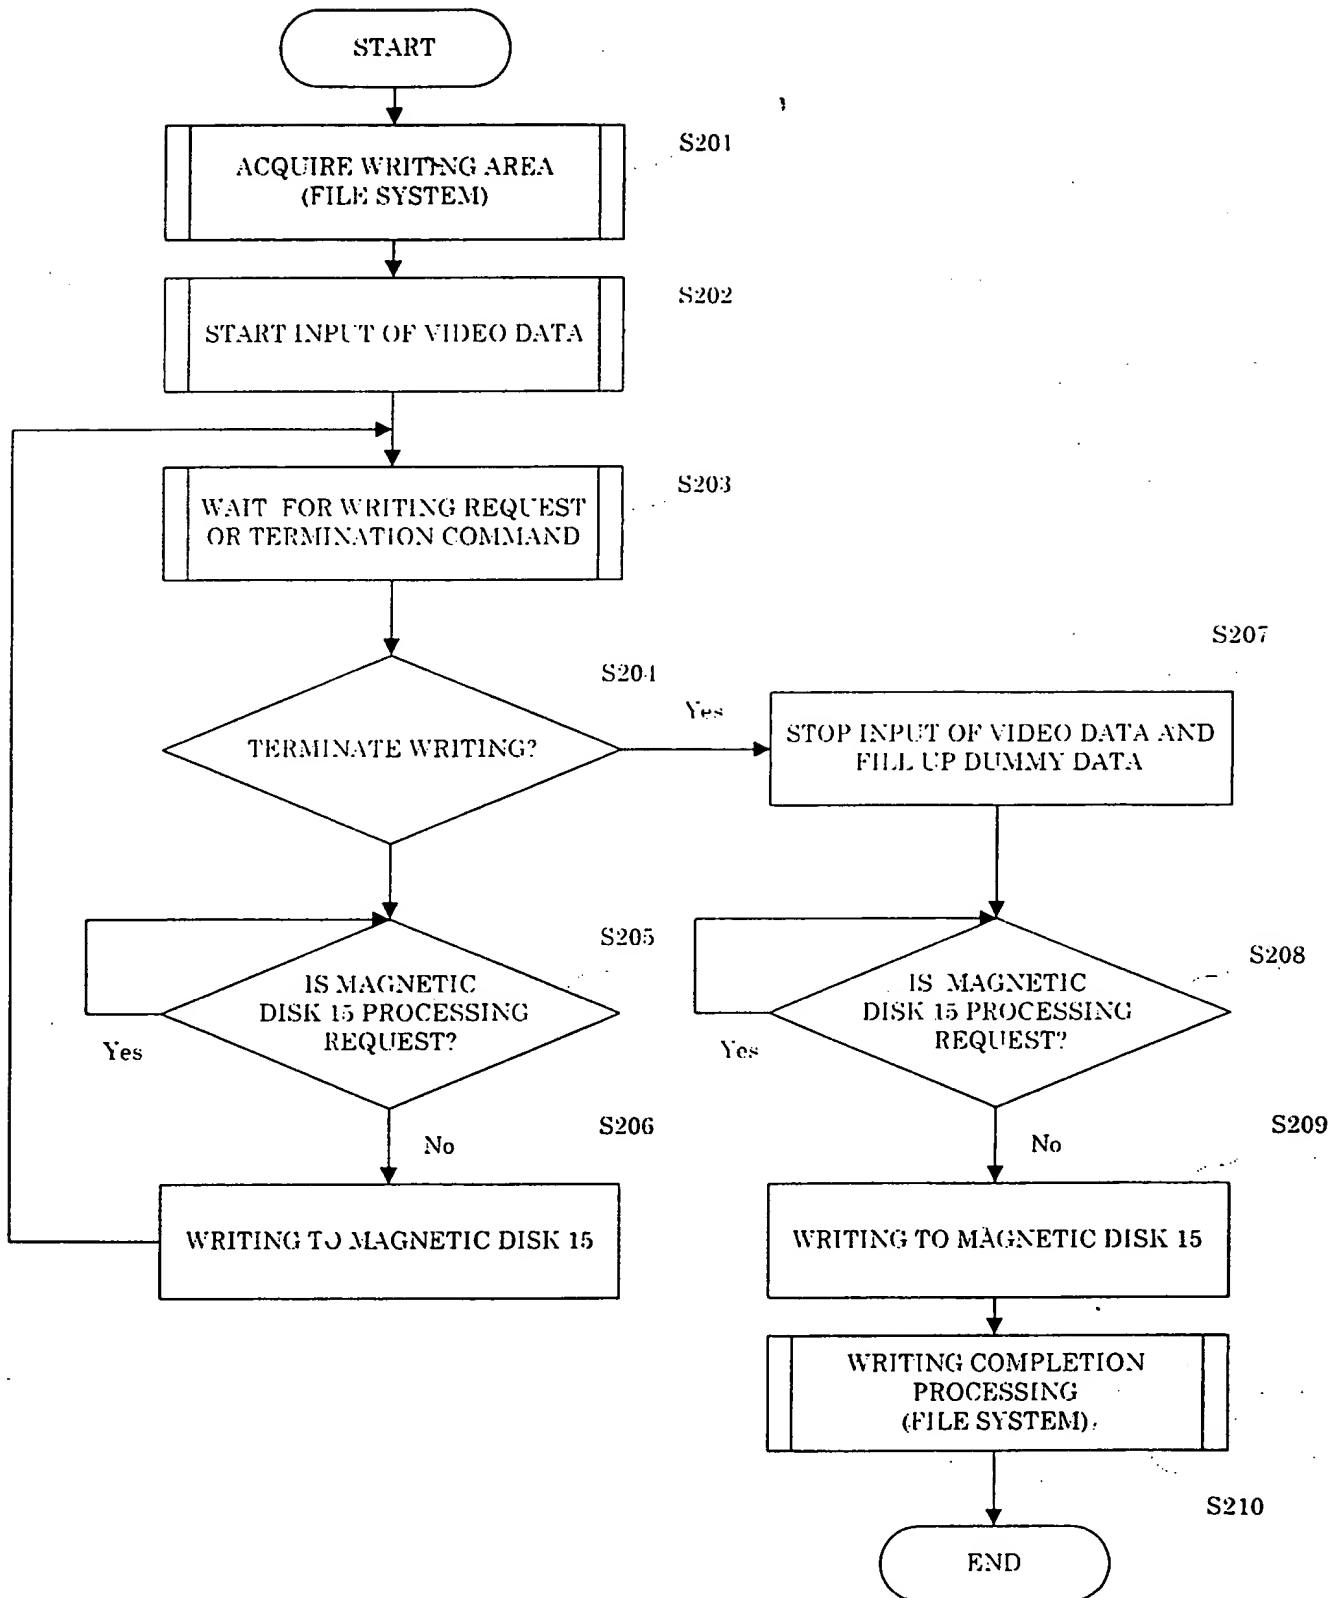 START
S201
ACQUIRE WRITING AREA
(FILE SYSTEM)
S202
START INPUT OF VIDEO DATA
S203
WAIT FOR WRITING REQUEST
OR TERMINATION COMMAND
S204
TERMINATE WRITING?
Yes
S207
STOP INPUT OF VIDEO DATA AND
FILL UP DUMMY DATA
S205
IS MAGNETIC
DISK 15 PROCESSING
REQUEST?
Yes
No
S208
IS MAGNETIC
DISK 15 PROCESSING
REQUEST?
Yes
No
S206
WRITING TO MAGNETIC DISK 15
S209
WRITING TO MAGNETIC DISK 15
WRITING COMPLETION
PROCESSING
(FILE SYSTEM)
S210
END